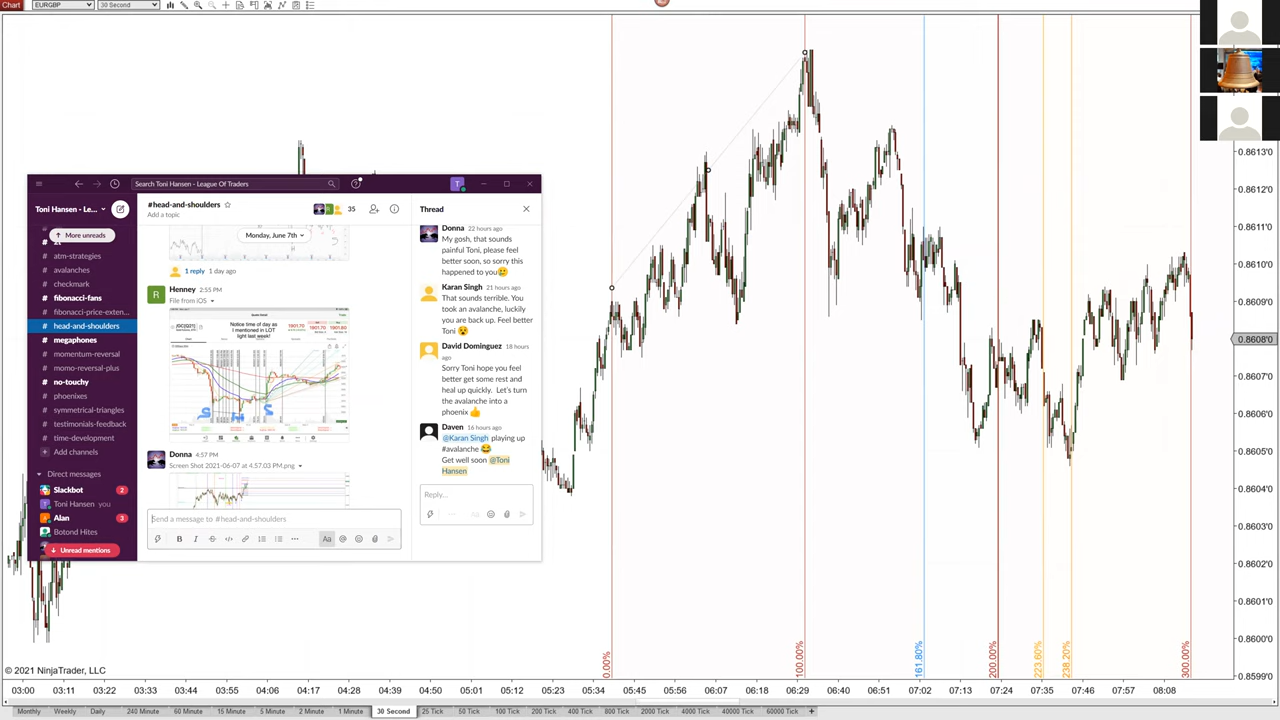 Chart
EURGBP
30 Second
Search Toni Hansen - League Of Traders
Toni Hansen - Le...
More unreads
# atm-strategies
# avalanches
# checkmark
# fibonacci-fans
# fibonacci-price-exten...
# head-and-shoulders
# megaphones
# momentum-reversal
# momo-reversal-plus
# no-touchy
# phoenixes
# symmetrical-triangles
# testimonials-feedback
# time-development
Add channels
Direct messages
Slackbot 2
Toni Hansen you
Alan 3
Botond Hites
Unread mentions
#head-and-shoulders
35
Add a topic
Monday, June 7th
1 reply 1 day ago
R
Henney 2:55 PM
File from iOS
Notice time of day as
I mentioned in LOT
light last week!
Donna 4:57 PM
Screen Shot 2021-06-07 at 4.57.03 PM.png
Send a message to #head-and-shoulders
Aa
Thread
Donna 22 hours ago
My gosh, that sounds
painful Toni, please feel
better soon, so sorry this
happened to you😢
Karan Singh 21 hours ago
That sounds terrible. You
took an avalanche, luckily
you are back up. Feel better
Toni 😯
David Dominguez 18 hours
ago
Sorry Toni hope you feel
better get some rest and
heal up quickly. Let's turn
the avalanche into a
phoenix 👍
Daven 16 hours ago
@Karan Singh playing up
#avalanche 😂
Get well soon @Toni
Hansen
Reply...
Aa
0.8613'0
0.8612'0
0.8611'0
0.8610'0
0.8609'0
0.8608'0
0.8607'0
0.8606'0
0.8605'0
0.8604'0
0.8603'0
0.8602'0
0.8601'0
0.8600'0
0.8599'0
0.00%
100.00%
161.80%
200.00%
223.60%
238.20%
300.00%
© 2021 NinjaTrader, LLC
03:00 03:11 03:22 03:33 03:44 03:55 04:06 04:17 04:28 04:39 04:50 05:01 05:12 05:23 05:34 05:45 05:56 06:07 06:18 06:29 06:40 06:51 07:02 07:13 07:24 07:35 07:46 07:57 08:08
Monthly Weekly Daily 240 Minute 60 Minute 15 Minute 5 Minute 2 Minute 1 Minute 30 Second 25 Tick 50 Tick 100 Tick 200 Tick 400 Tick 800 Tick 2000 Tick 4000 Tick 40000 Tick 60000 Tick +